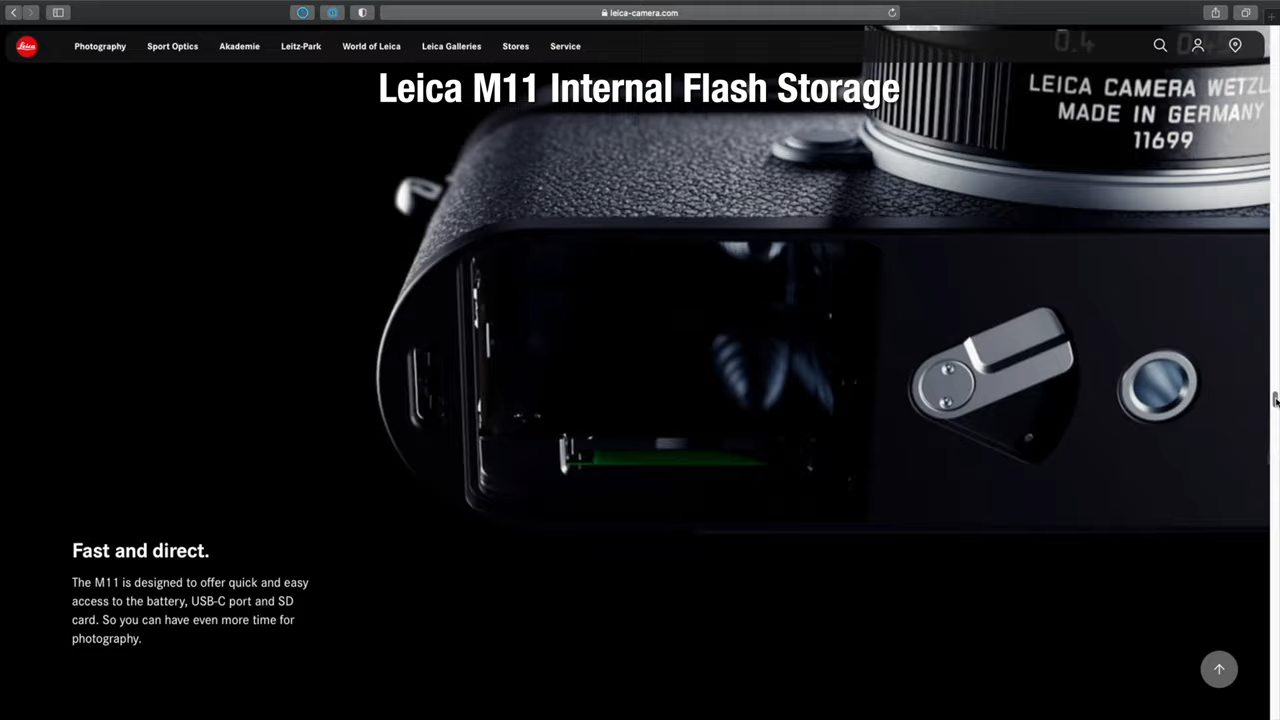 leica-camera.com
Leica
Photography Sport Optics Akademie Leitz-Park World of Leica Leica Galleries Stores Service
0.4
Leica M11 Internal Flash Storage
LEICA CAMERA WETZL
MADE IN GERMANY
11699
Fast and direct.
The M11 is designed to offer quick and easy
access to the battery, USB-C port and SD
card. So you can have even more time for
photography.